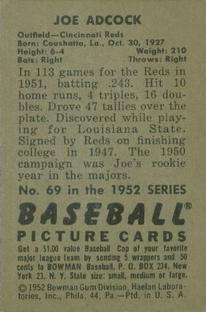 JOE ADCOCK
Outfield—Cincinnati Reds
Born: Coushatta, La., Oct. 30, 1927
Height: 6-4 Weight: 210
Bats: Right Throws: Right
In 113 games for the Reds in
1951, batting .243. Hit 10
home runs, 4 triples, 16 dou-
bles. Drove 47 tallies over the
plate. Discovered while play-
ing for Louisiana State.
Signed by Reds on finishing
college in 1947. The 1950
campaign was Joe's rookie
year in the majors.
No. 69 in the 1952 SERIES
BASEBALL®
PICTURE CARDS
Get a $1.00 value Baseball Cap of your favorite
major league team by sending 5 wrappers and 50
cents to BOWMAN Baseball, P. O. BOX 234, New
York 23, N. Y. State size: small, medium, or large.
© 1952 Bowman Gum Division, Haelan Labora-
tories, Inc., Phila. 44, Pa.—Ptd. in U. S. A.